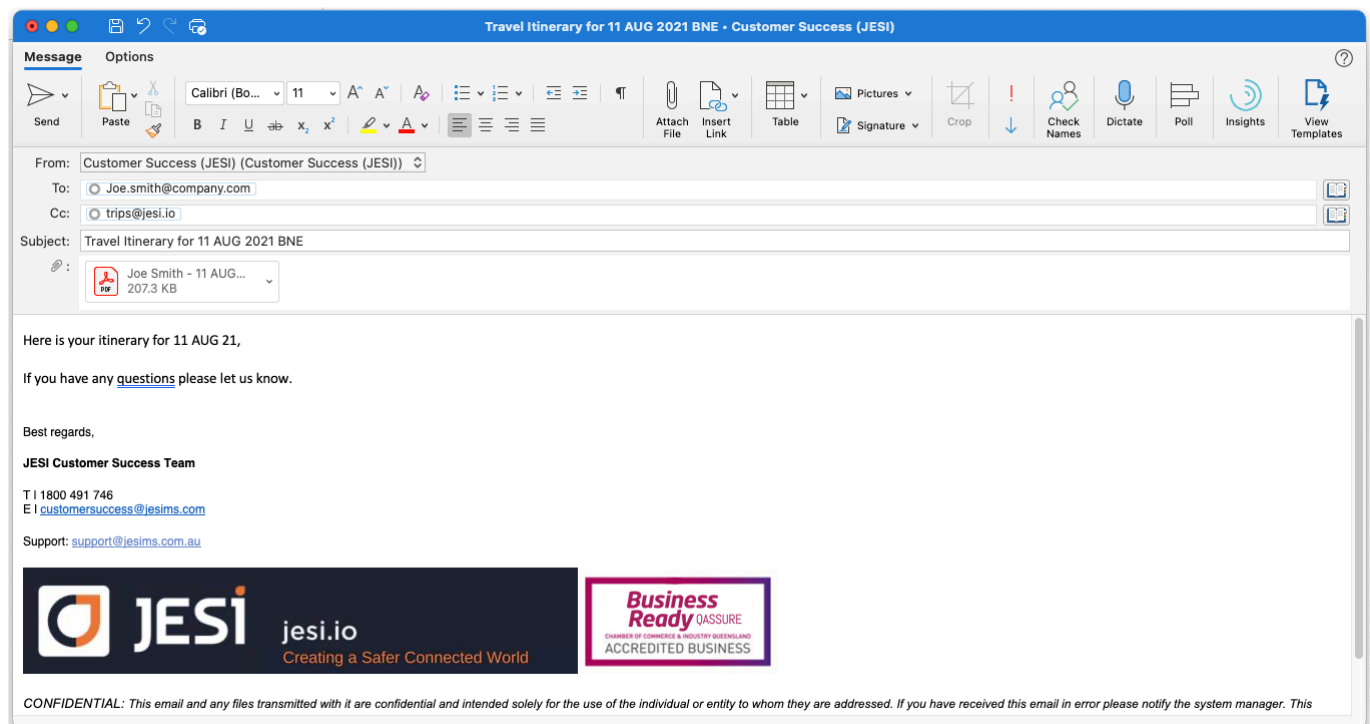 Travel Itinerary for 11 AUG 2021 BNE • Customer Success (JESI)
Message Options
Calibri (Bo... 11
Send Paste Attach File Insert Link Table Pictures Signature Crop Check Names Dictate Poll Insights View Templates
From: Customer Success (JESI) (Customer Success (JESI))
To: Joe.smith@company.com
Cc: trips@jesi.io
Subject: Travel Itinerary for 11 AUG 2021 BNE
PDF Joe Smith - 11 AUG...
207.3 KB
Here is your itinerary for 11 AUG 21,
If you have any questions please let us know.
Best regards,
JESI Customer Success Team
T I 1800 491 746
E I customersuccess@jesims.com
Support: support@jesims.com.au
JESI jesi.io
Creating a Safer Connected World
Business
Ready QASSURE
CHAMBER OF COMMERCE & INDUSTRY QUEENSLAND
ACCREDITED BUSINESS
CONFIDENTIAL: This email and any files transmitted with it are confidential and intended solely for the use of the individual or entity to whom they are addressed. If you have received this email in error please notify the system manager. This